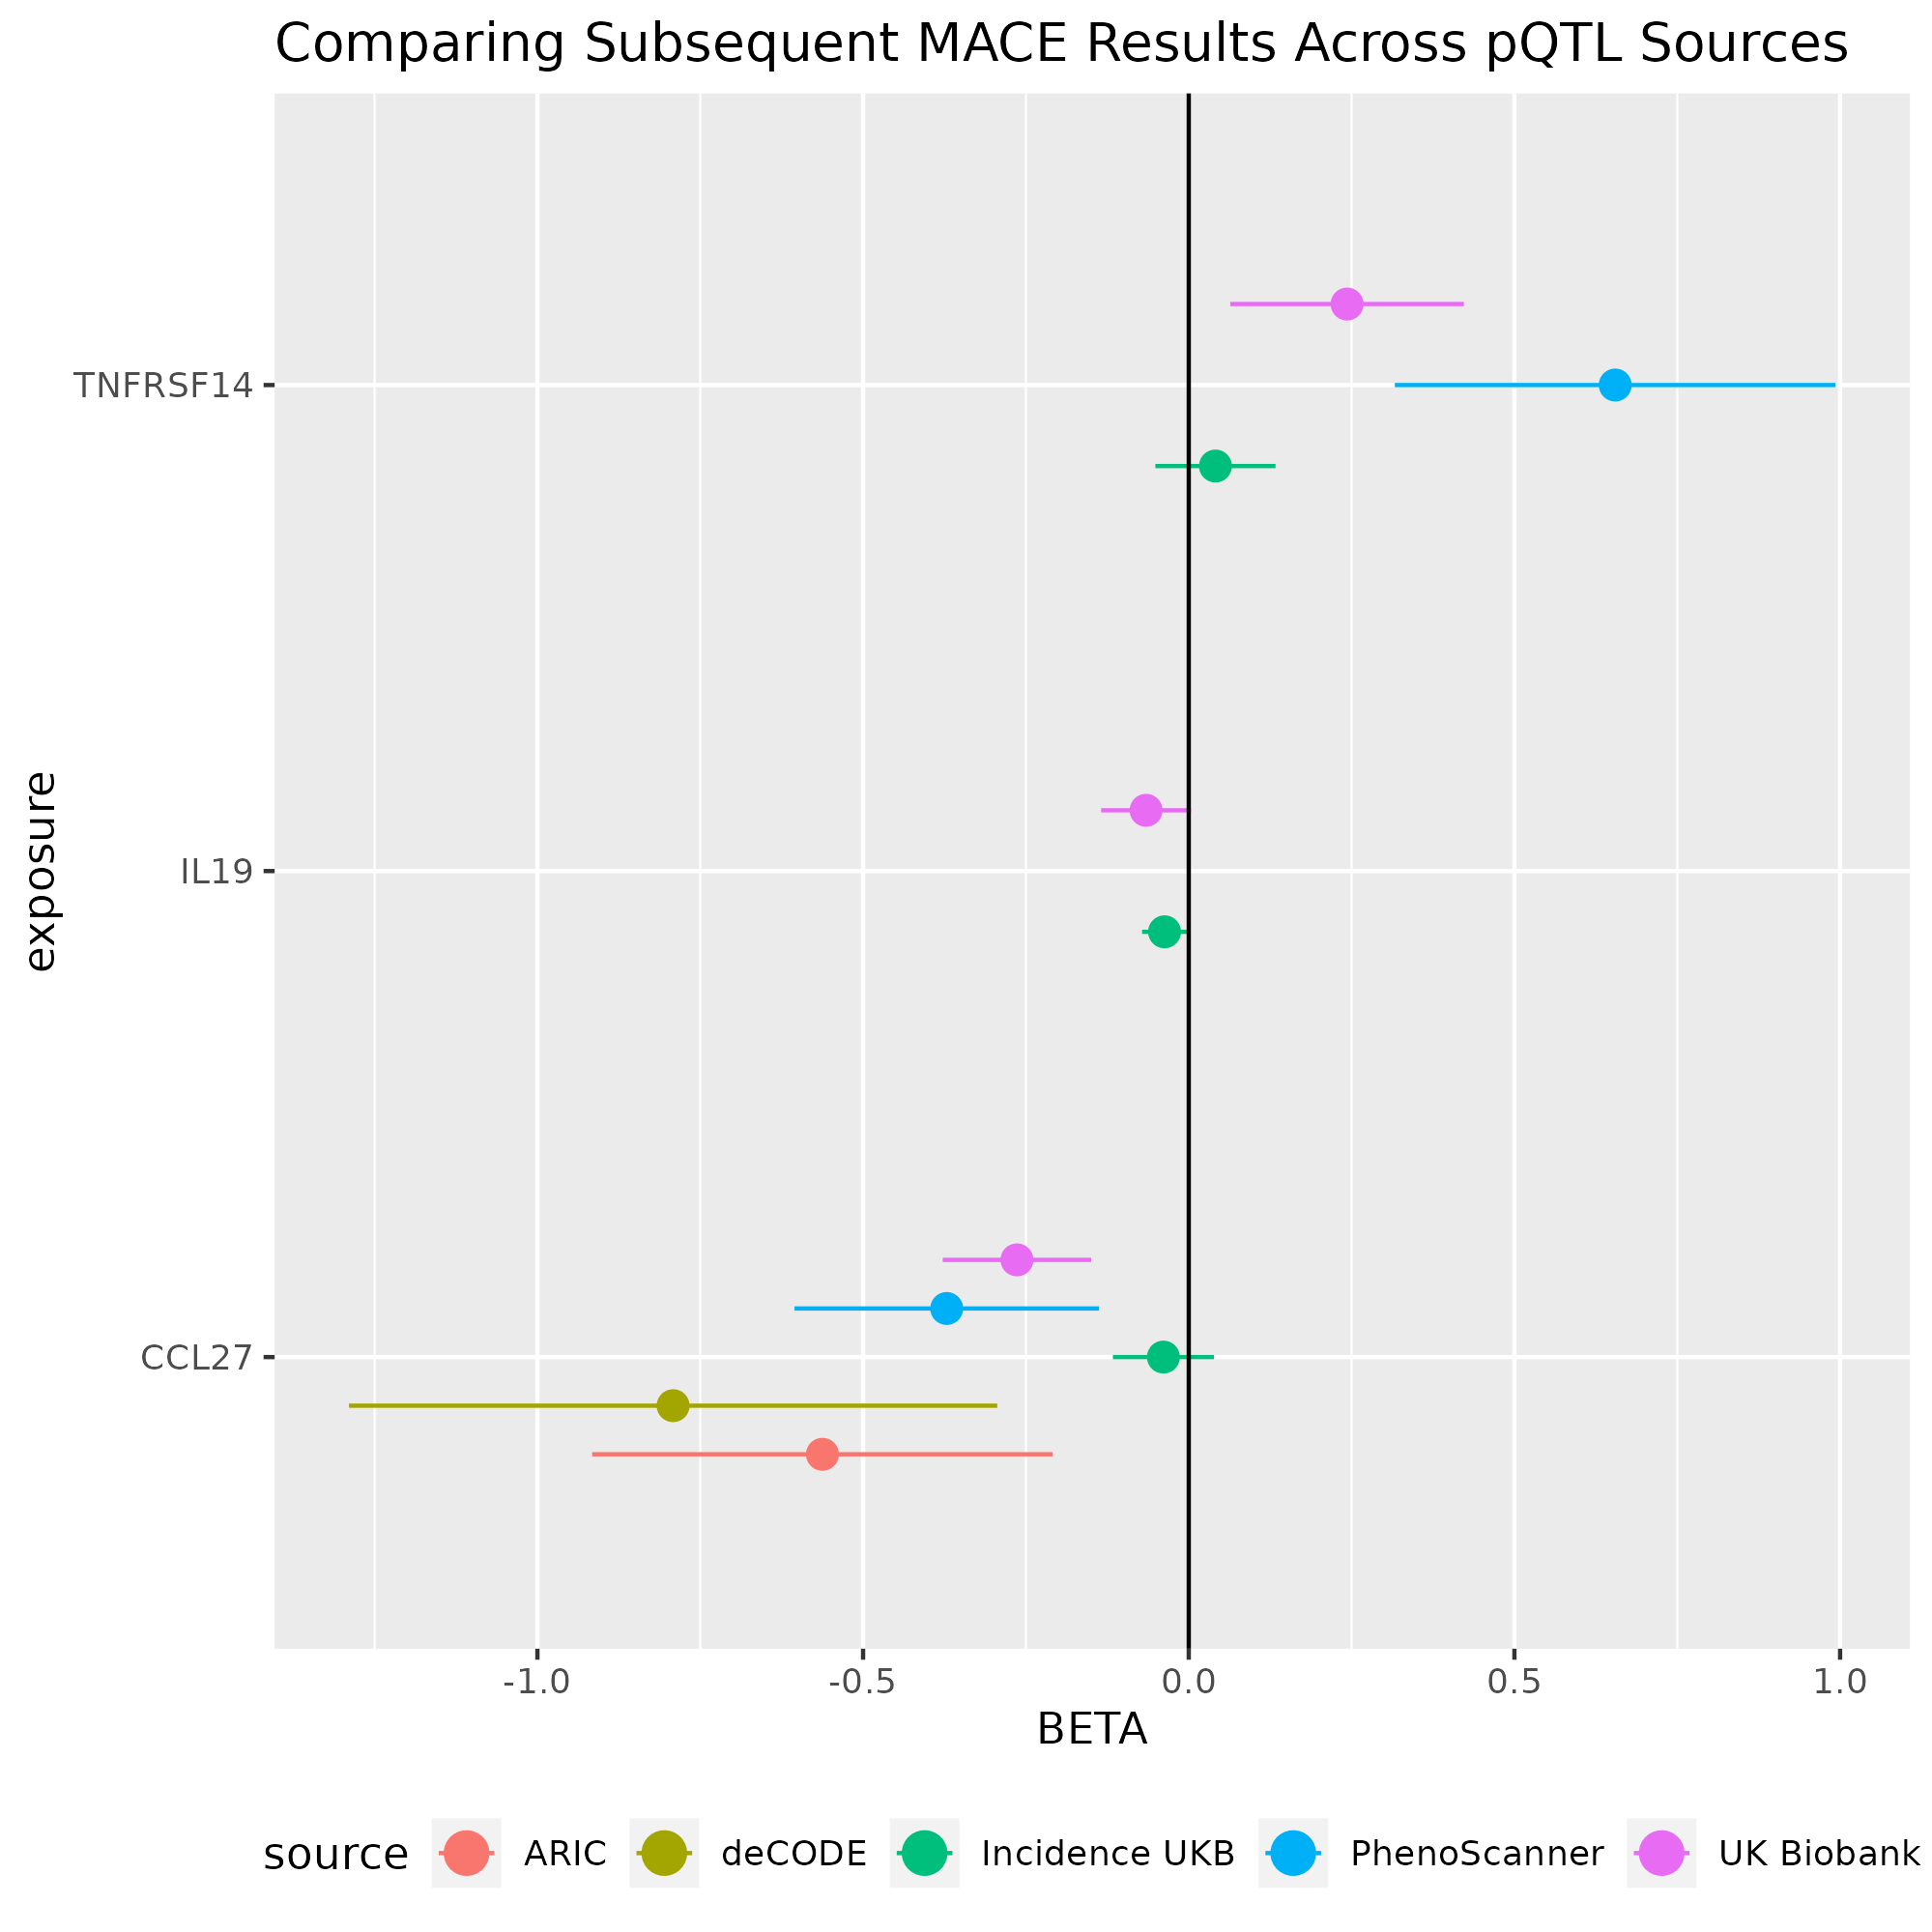 Comparing Subsequent MACE Results Across pQTL Sources
exposure
TNFRSF14
IL19
CCL27
-1.0 -0.5 0.0 0.5 1.0
BETA
source ARIC deCODE Incidence UKB PhenoScanner UK Biobank